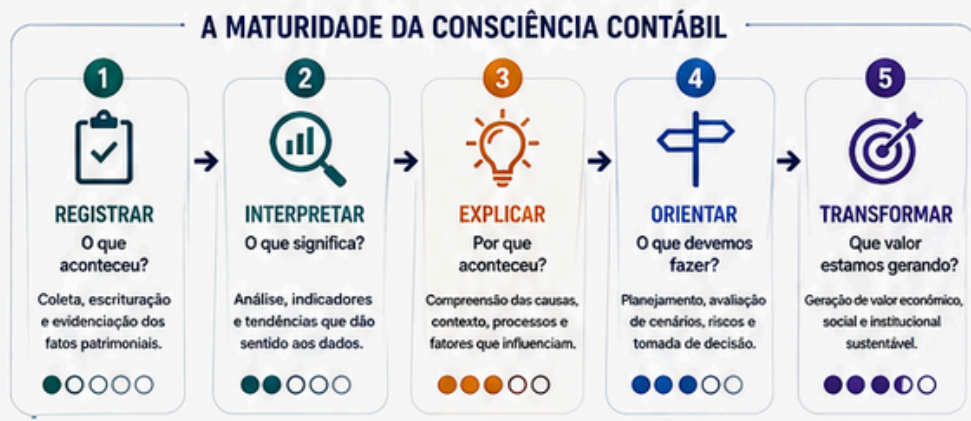 A MATURIDADE DA CONSCIÊNCIA CONTÁBIL
1
REGISTRAR
O que
aconteceu?
Coleta, escrituração
e evidenciação dos
fatos patrimoniais.
2
INTERPRETAR
O que significa?
Análise, indicadores
e tendências que dão
sentido aos dados.
3
EXPLICAR
Por que
aconteceu?
Compreensão das causas,
contexto, processos e
fatores que influenciam.
4
ORIENTAR
O que devemos
fazer?
Planejamento, avaliação
de cenários, riscos e
tomada de decisão.
5
TRANSFORMAR
Que valor
estamos gerando?
Geração de valor econômico,
social e institucional
sustentável.